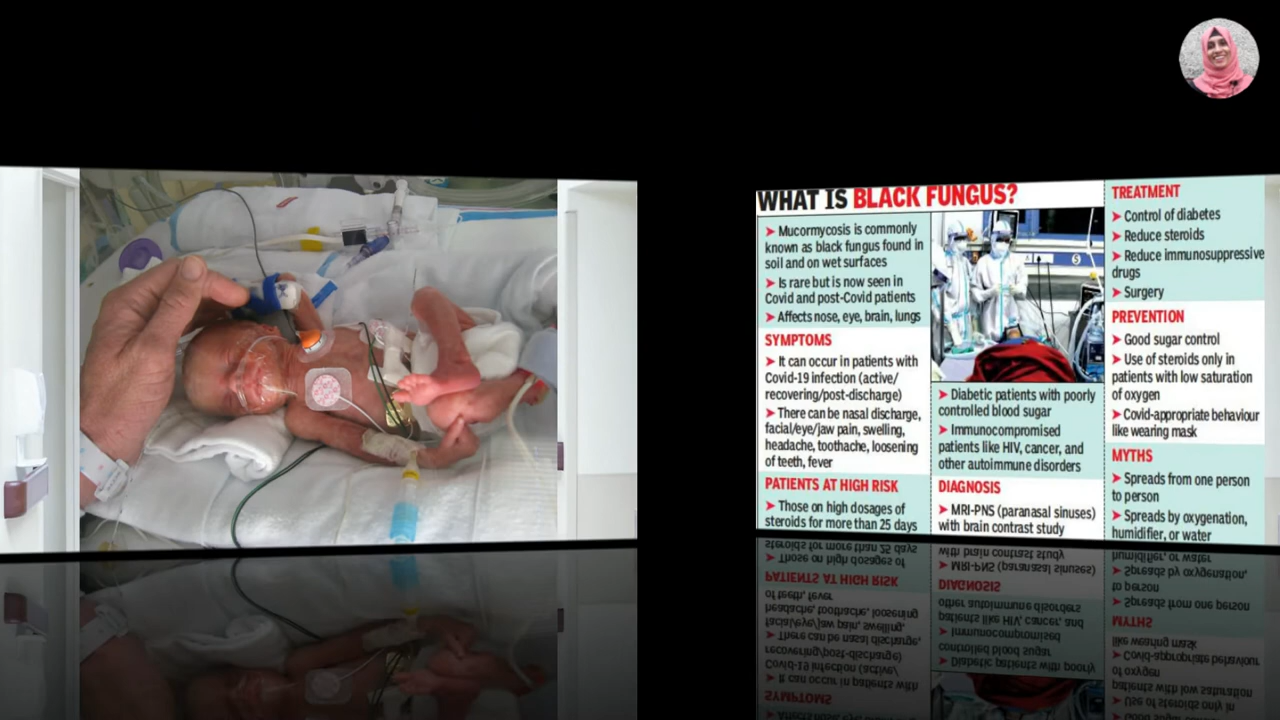 WHAT IS BLACK FUNGUS?
➤ Mucormycosis is commonly
known as black fungus found in
soil and on wet surfaces
➤ Is rare but is now seen in
Covid and post-Covid patients
➤ Affects nose, eye, brain, lungs
SYMPTOMS
➤ It can occur in patients with
Covid-19 infection (active/
recovering/post-discharge)
➤ There can be nasal discharge,
facial/eye/jaw pain, swelling,
headache, toothache, loosening
of teeth, fever
PATIENTS AT HIGH RISK
➤ Those on high dosages of
steroids for more than 25 days
➤ Diabetic patients with poorly
controlled blood sugar
➤ Immunocompromised
patients like HIV, cancer, and
other autoimmune disorders
DIAGNOSIS
➤ MRI-PNS (paranasal sinuses)
with brain contrast study
TREATMENT
➤ Control of diabetes
➤ Reduce steroids
➤ Reduce immunosuppressive
drugs
➤ Surgery
PREVENTION
➤ Good sugar control
➤ Use of steroids only in
patients with low saturation
of oxygen
➤ Covid-appropriate behaviour
like wearing mask
MYTHS
➤ Spreads from one person
to person
➤ Spreads by oxygenation,
humidifier, or water